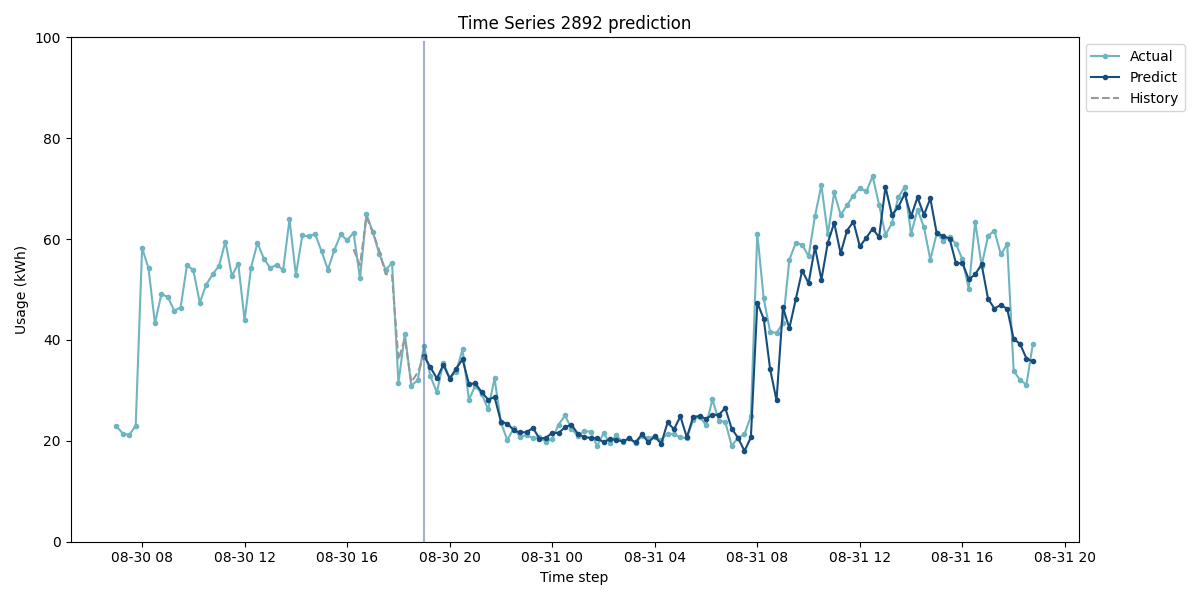 Time Series 2892 prediction
100
80
60
40
20
0
Usage (kWh)
08-30 08
08-30 12
08-30 16
08-30 20
08-31 00
08-31 04
08-31 08
08-31 12
08-31 16
08-31 20
Time step
Actual
Predict
History